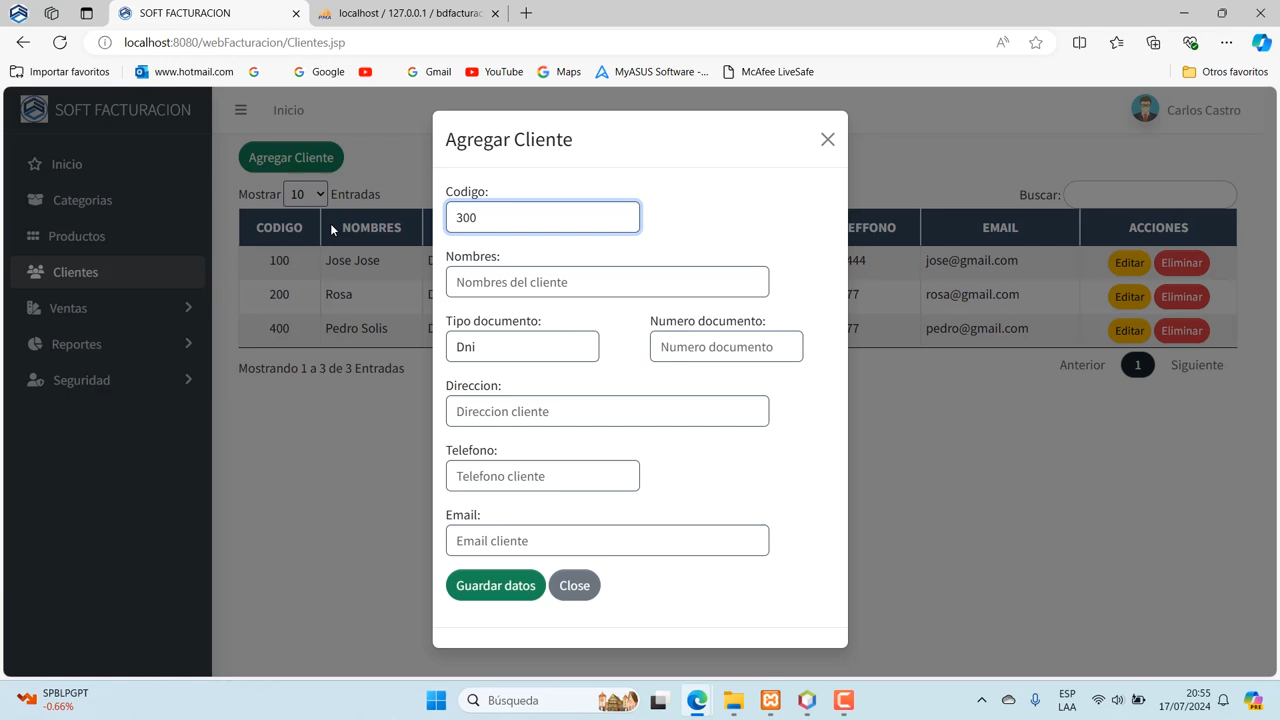 SOFT FACTURACION
localhost / 127.0.0.1 / bdfactura
localhost:8080/webFacturacion/Clientes.jsp
Importar favoritos
www.hotmail.com
Google
Gmail
YouTube
Maps
MyASUS Software -...
McAfee LiveSafe
Otros favoritos
SOFT FACTURACION
Inicio
Carlos Castro
Inicio
Categorias
Productos
Clientes
Ventas
Reportes
Seguridad
Agregar Cliente
Mostrar 10 Entradas
Buscar:
CODIGO NOMBRES EFONO EMAIL ACCIONES
100 Jose Jose 444 jose@gmail.com Editar Eliminar
200 Rosa 77 rosa@gmail.com Editar Eliminar
400 Pedro Solis 77 pedro@gmail.com Editar Eliminar
Mostrando 1 a 3 de 3 Entradas
Anterior 1 Siguiente
Agregar Cliente
Codigo:
300
Nombres:
Nombres del cliente
Tipo documento: Numero documento:
Dni Numero documento
Direccion:
Direccion cliente
Telefono:
Telefono cliente
Email:
Email cliente
Guardar datos Close
SPBLPGPT
-0.66%
Búsqueda
ESP
LAA
20:55
17/07/2024